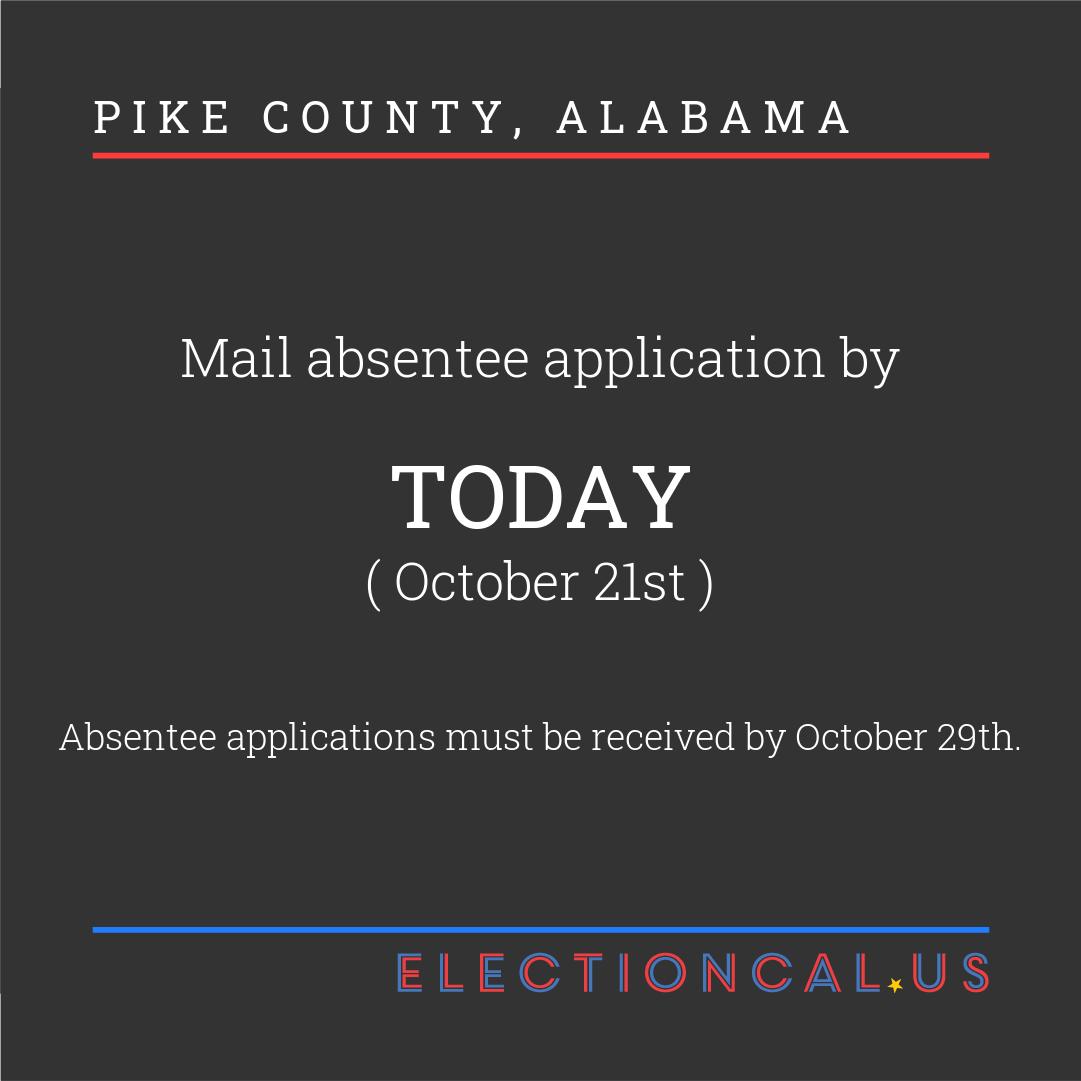 PIKE COUNTY, ALABAMA
Mail absentee application by
TODAY
( October 21st )
Absentee applications must be received by October 29th.
ELECTIONCAL.US